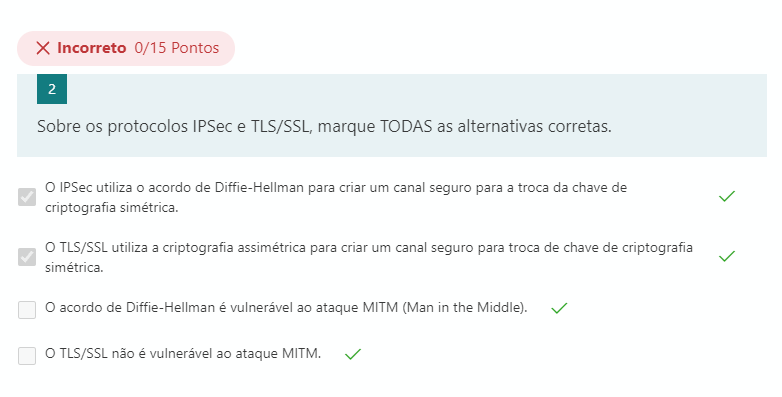 Incorreto 0/15 Pontos
2
Sobre os protocolos IPSec e TLS/SSL, marque TODAS as alternativas corretas.
O IPSec utiliza o acordo de Diffie-Hellman para criar um canal seguro para a troca da chave de
criptografia simétrica.
O TLS/SSL utiliza a criptografia assimétrica para criar um canal seguro para troca de chave de criptografia
simétrica.
O acordo de Diffie-Hellman é vulnerável ao ataque MITM (Man in the Middle).
O TLS/SSL não é vulnerável ao ataque MITM.